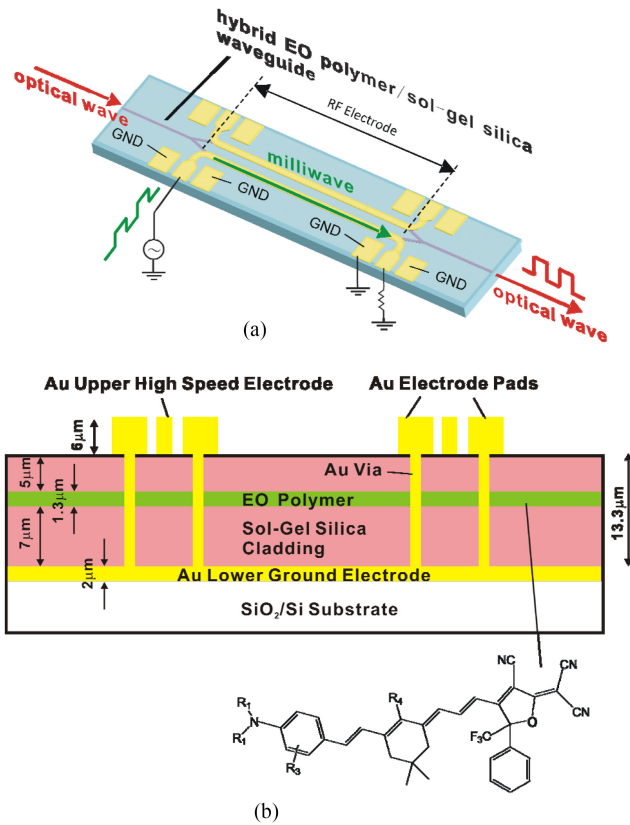 hybrid EO polymer/sol-gel silica
waveguide
optical wave
RF Electrode
GND
milliwave
GND
GND
GND
optical wave
(a)
Au Upper High Speed Electrode
Au Electrode Pads
6μm
5μm
Au Via
1.3μm
EO Polymer
13.3μm
7μm
Sol-Gel Silica
Cladding
2μm
Au Lower Ground Electrode
SiO₂/Si Substrate
NC
CN
R₁
R₄
N
CN
R₁
O
F₃C
R₃
(b)